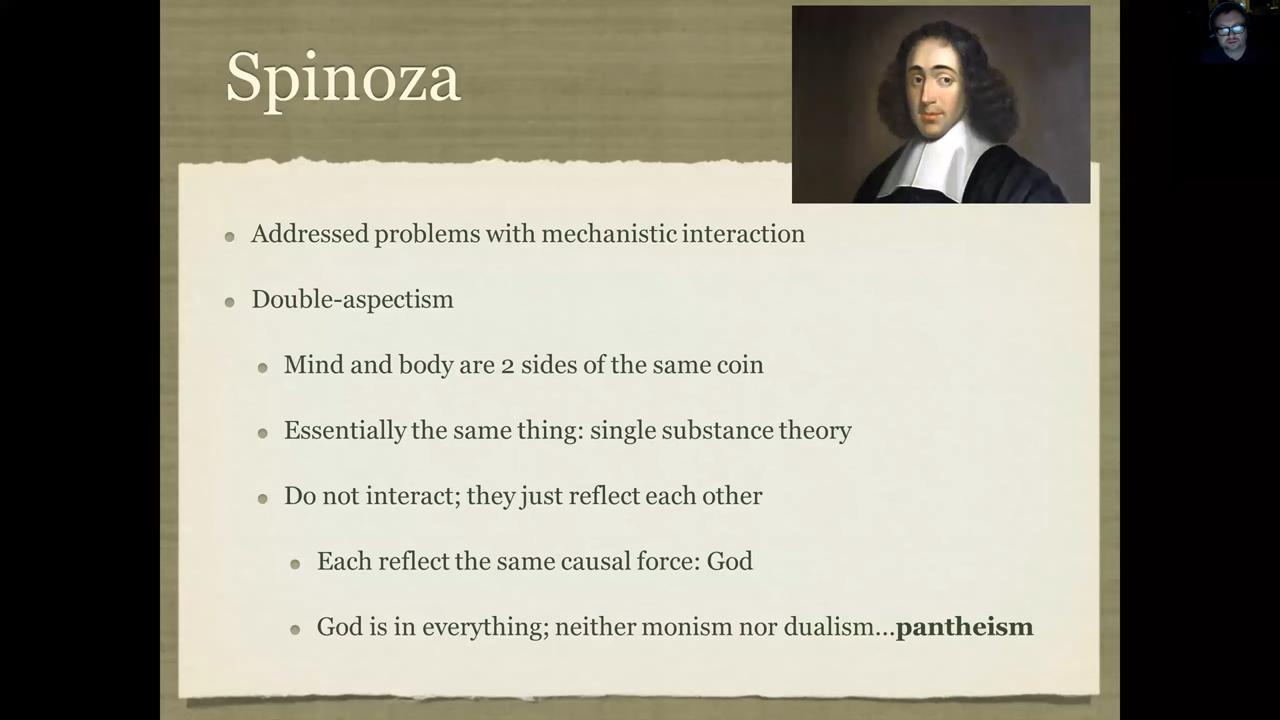 Spinoza
Addressed problems with mechanistic interaction
Double-aspectism
Mind and body are 2 sides of the same coin
Essentially the same thing: single substance theory
Do not interact; they just reflect each other
Each reflect the same causal force: God
God is in everything; neither monism nor dualism...pantheism